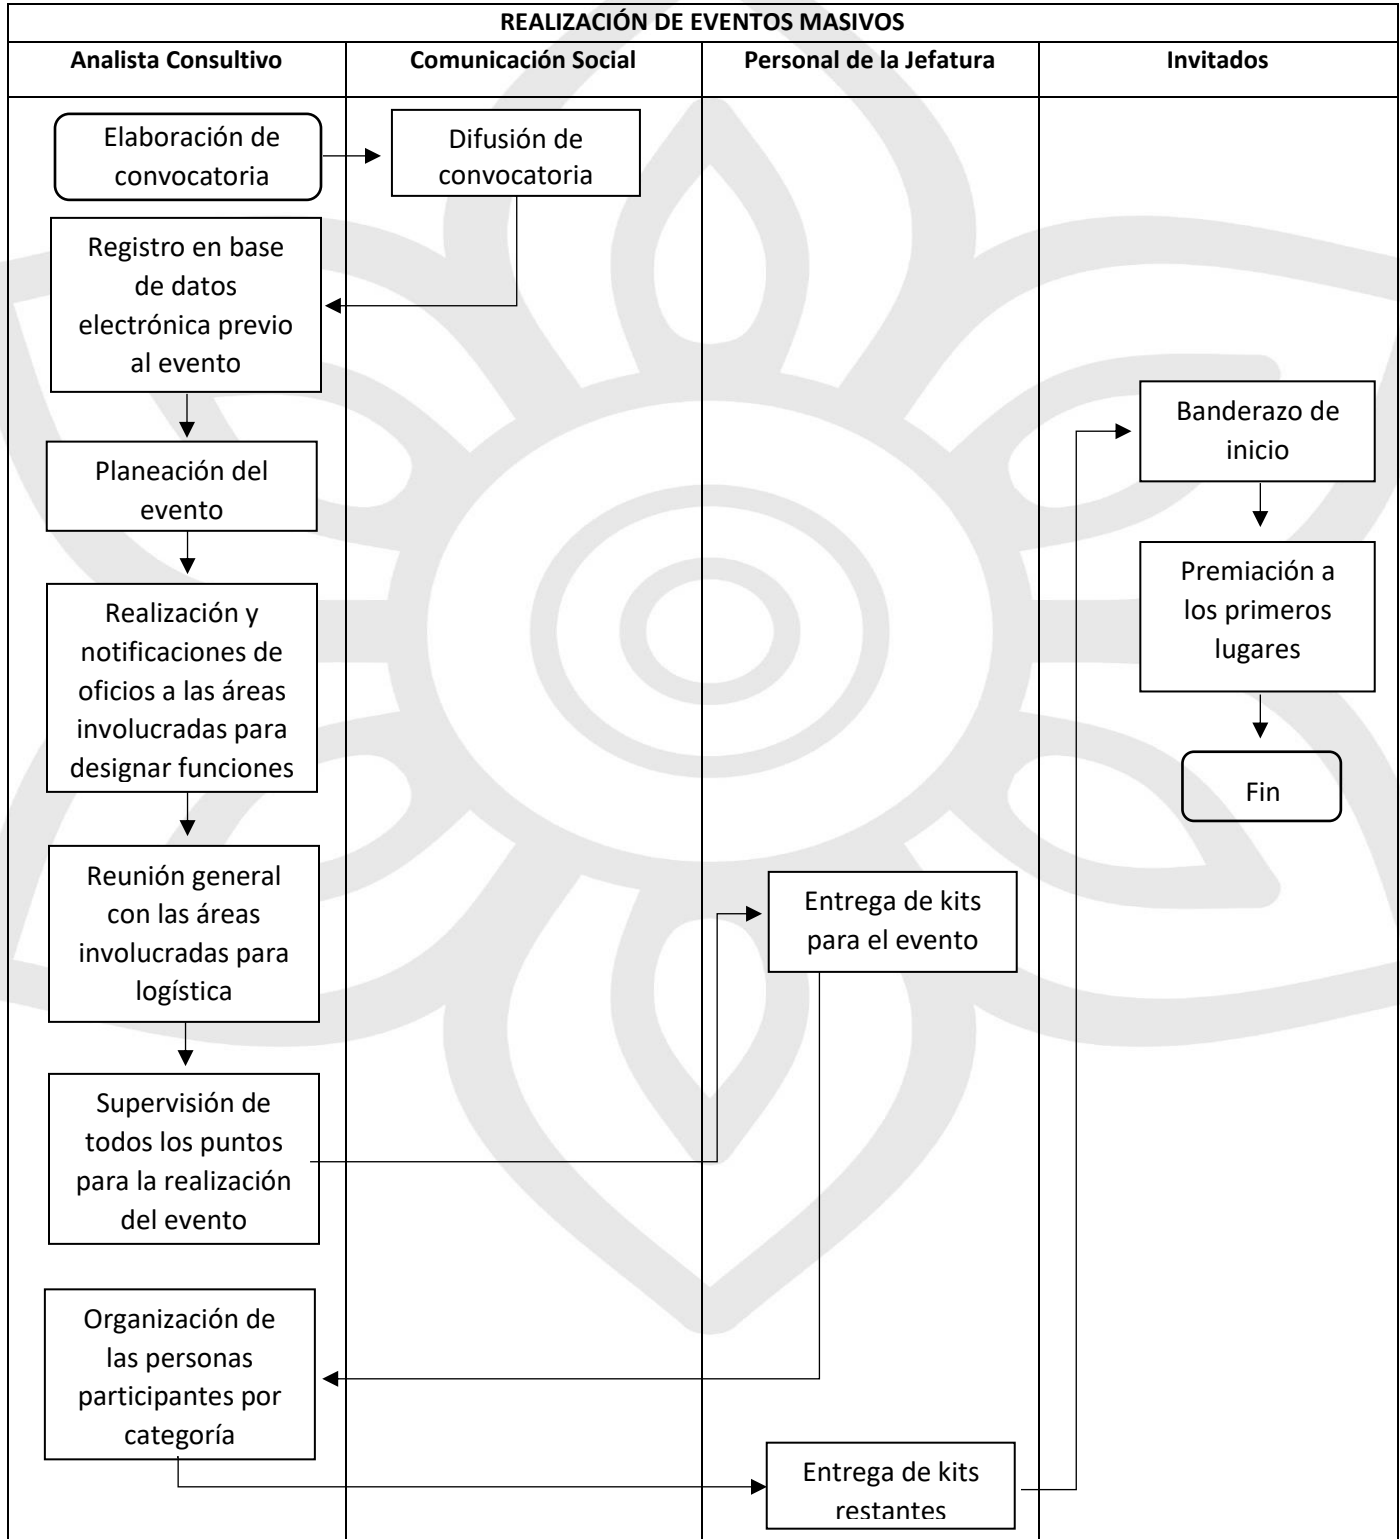 REALIZACIÓN DE EVENTOS MASIVOS
Analista Consultivo
Comunicación Social
Personal de la Jefatura
Invitados
Elaboración de
convocatoria
Difusión de
convocatoria
Registro en base
de datos
electrónica previo
al evento
Planeación del
evento
Realización y
notificaciones de
oficios a las áreas
involucradas para
designar funciones
Reunión general
con las áreas
involucradas para
logística
Supervisión de
todos los puntos
para la realización
del evento
Entrega de kits
para el evento
Organización de
las personas
participantes por
categoría
Entrega de kits
restantes
Banderazo de
inicio
Premiación a
los primeros
lugares
Fin